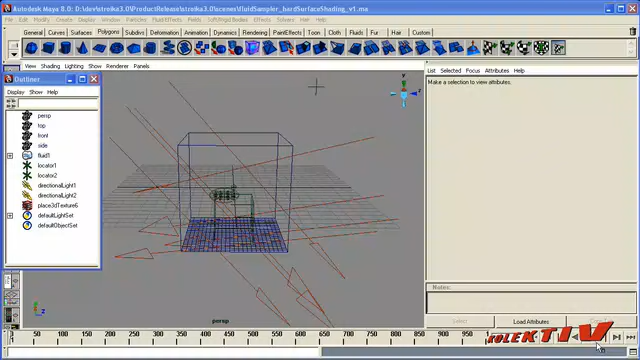 Autodesk Maya 8.0: D:\dev\streika3.0\ProductRelease\streika3.0\scenes\fluidSampler_hardSurfaceShading_v1.ma
Edit Modify Create Display Window
Particles FluidEffects Fields Soft/Rigid Bodies Effects Solvers Hair Help
General Curves Surfaces Polygons Subdivs Deformation Animation Dynamics Rendering PaintEffects Toon Cloth Fluids Fur Hair Custom
View Shading Lighting Show Renderer Panels
List Selected Focus Attributes Help
Outliner
Display Show Help
Make a selection to view attributes.
persp
top
front
side
fluid1
locator1
locator2
directionalLight1
directionalLight2
place3dTexture6
defaultLightSet
defaultObjectSet
persp
Notes:
Select
Load Attributes
50 100 150 200 250 300 350 400 450 500 550 600 650 700 750 800 850 900 950
KOLEKTIV